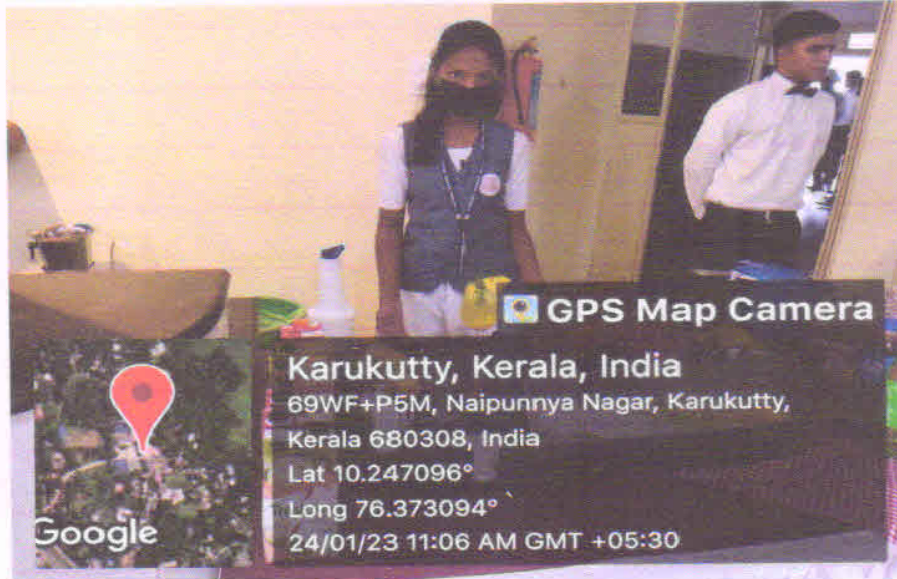 GPS Map Camera
Karukutty, Kerala, India
69WF+P5M, Naipunnya Nagar, Karukutty,
Kerala 680308, India
Lat 10.247096°
Long 76.373094°
24/01/23 11:06 AM GMT +05:30
Google